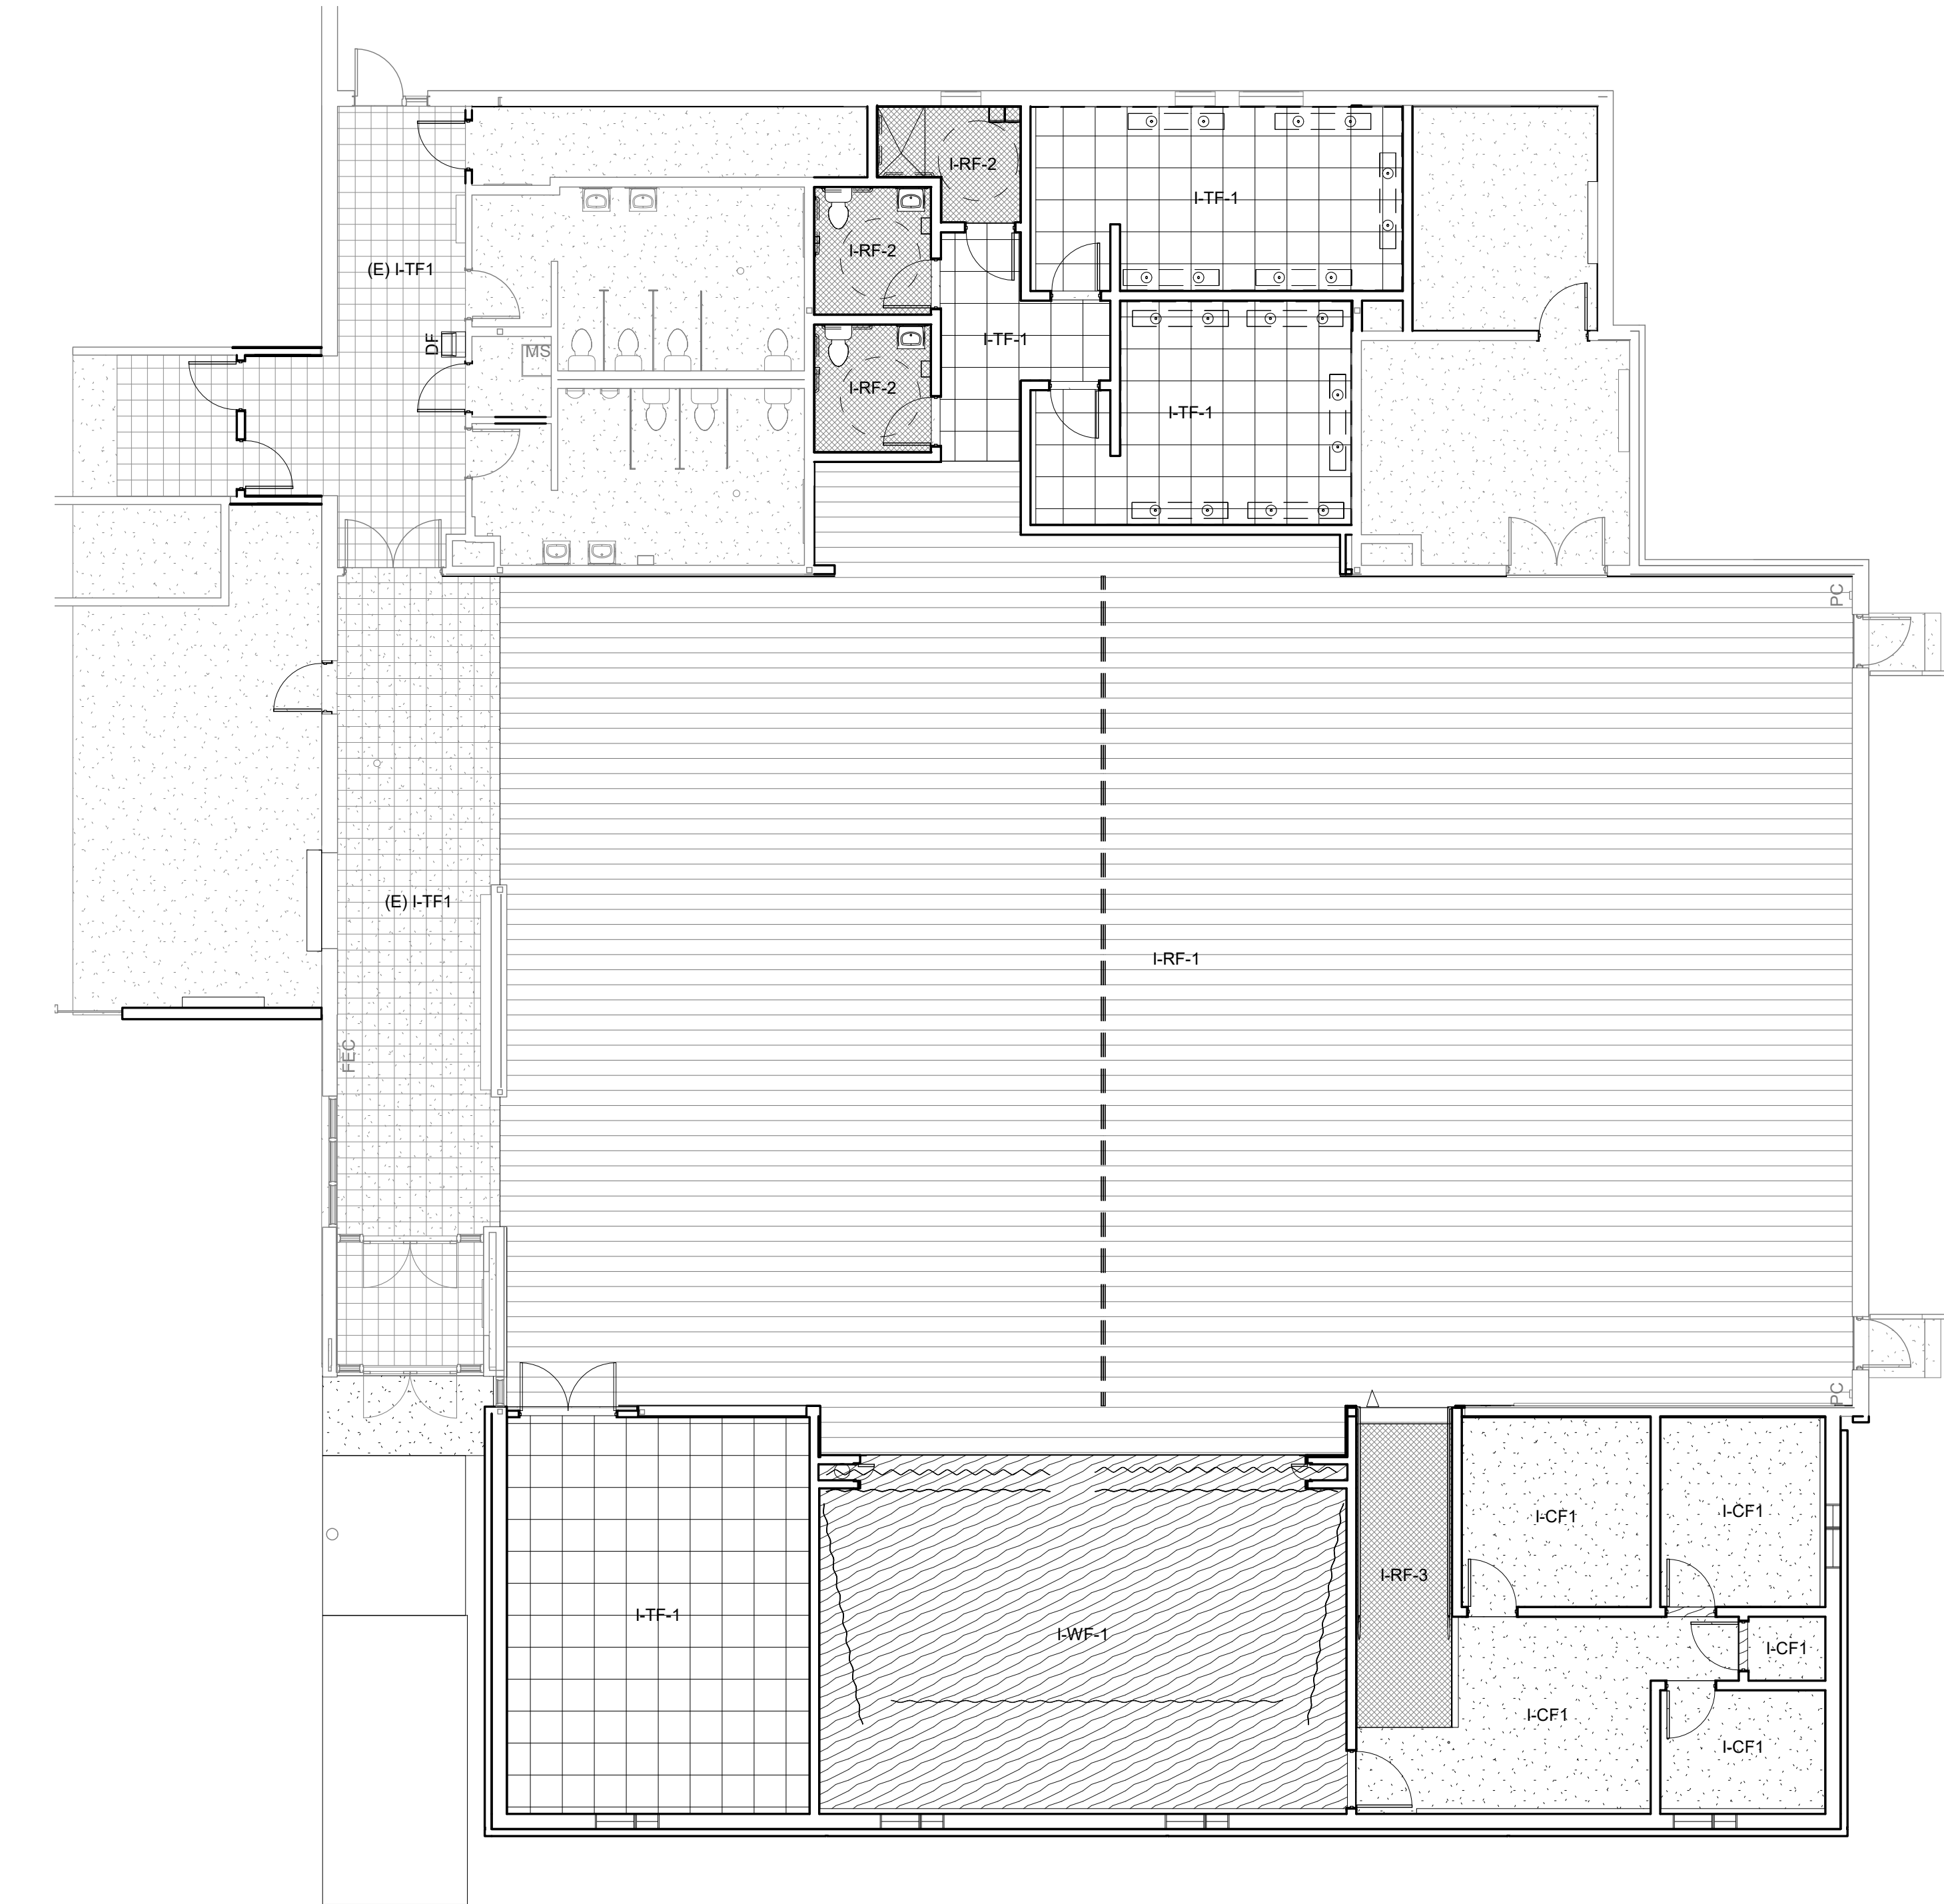 I-RF-2
I-TF-1
I-RF-2
(E) I-TF1
DF
MS
I-TF-1
I-RF-2
I-TF-1
PC
(E) I-TF1
I-RF-1
FEC
PC
I-CF1
I-CF1
I-RF-3
I-TF-1
I-WF-1
I-CF1
I-CF1
I-CF1